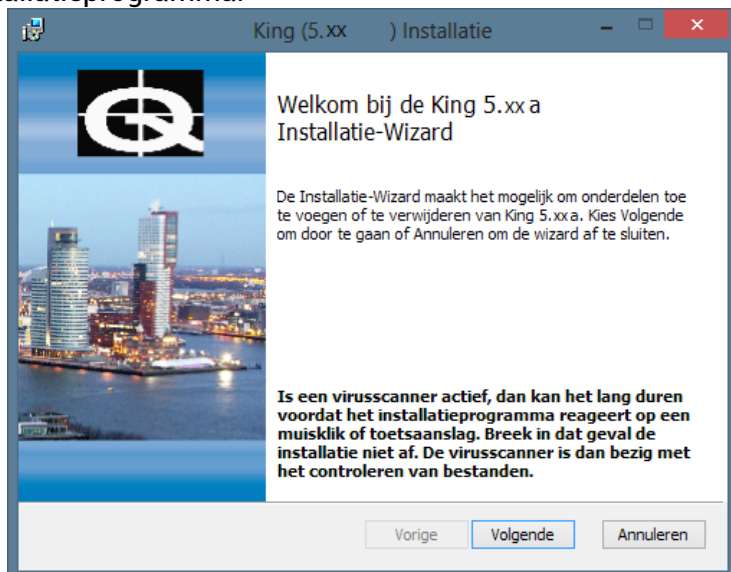 King (5.xx ) Installatie
Welkom bij de King 5.xx a
Installatie-Wizard
De Installatie-Wizard maakt het mogelijk om onderdelen toe
te voegen of te verwijderen van King 5.xx a. Kies Volgende
om door te gaan of Annuleren om de wizard af te sluiten.
Is een virusscanner actief, dan kan het lang duren
voordat het installatieprogramma reageert op een
muisklik of toetsaanslag. Breek in dat geval de
installatie niet af. De virusscanner is dan bezig met
het controleren van bestanden.
Vorige Volgende Annuleren